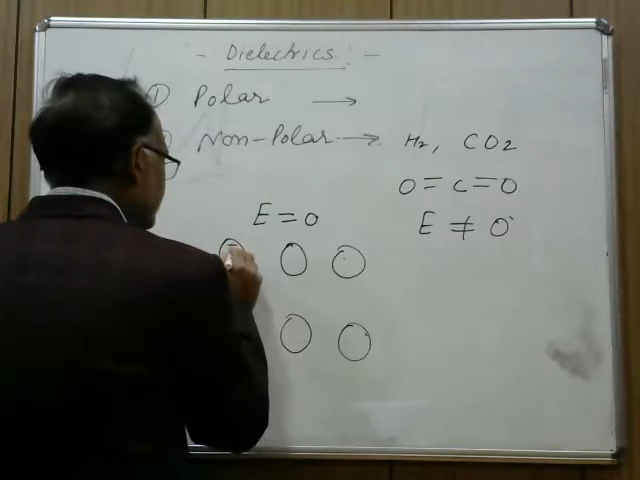 - Dielectrics :-
① Polar →
Non-Polar → H2, CO2
O=C=O
E = 0
E ≠ 0